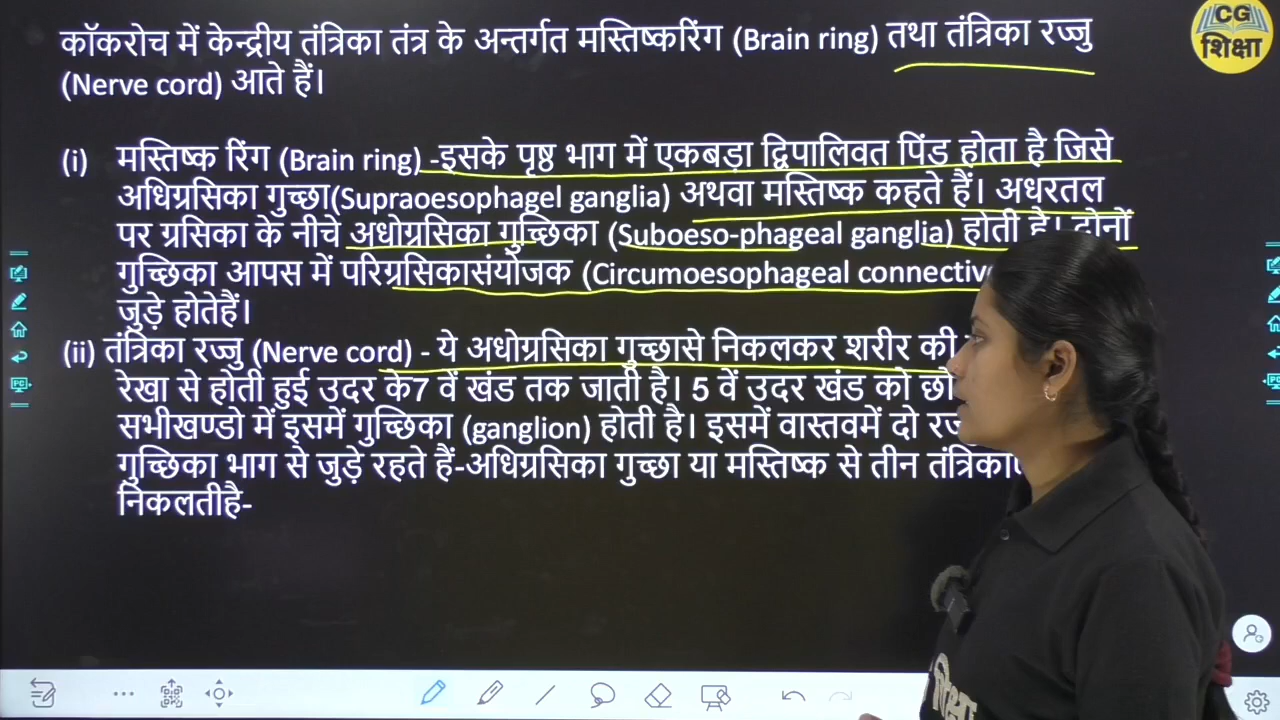 कॉकरोच में केन्द्रीय तंत्रिका तंत्र के अन्तर्गत मस्तिष्करिंग (Brain ring) तथा तंत्रिका रज्जु
(Nerve cord) आते हैं।
CG
शिक्षा
(i) मस्तिष्क रिंग (Brain ring) -इसके पृष्ठ भाग में एकबड़ा द्विपालिवत पिंड होता है जिसे
अधिग्रसिका गुच्छा(Supraoesophagel ganglia) अथवा मस्तिष्क कहते हैं। अधरतल
पर ग्रसिका के नीचे अधोग्रसिका गुच्छिका (Suboeso-phageal ganglia) होती है। दोनों
गुच्छिका आपस में परिग्रसिकासंयोजक (Circumoesophageal connectiv
जुड़े होतेहैं।
(ii) तंत्रिका रज्जु (Nerve cord) - ये अधोग्रसिका गुच्छासे निकलकर शरीर की
रेखा से होती हुई उदर के7 वें खंड तक जाती है। 5 वें उदर खंड को छो
सभीखण्डो में इसमें गुच्छिका (ganglion) होती है। इसमें वास्तवमें दो रज्
गुच्छिका भाग से जुड़े रहते हैं-अधिग्रसिका गुच्छा या मस्तिष्क से तीन तंत्रिकाए
निकलतीहै-
शिक्षा